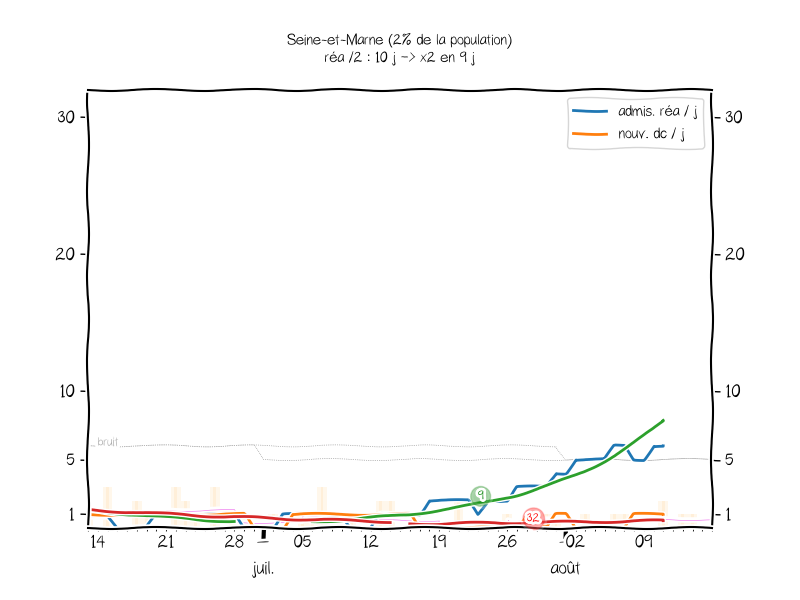 Seine-et-Marne (2% de la population)
réa /2 : 10 j -> x2 en 9 j
admis. réa / j
nouv. dc / j
30
30
20
20
10
10
bruit
5
5
9
32
1
1
14 21 28 05 12 19 26 02 09
juil. août